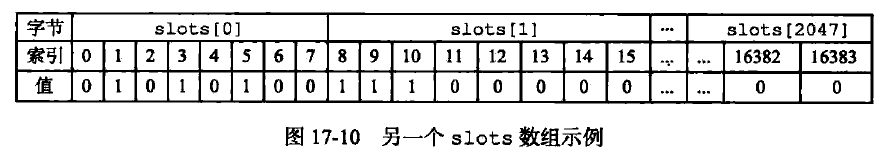 字节 slots[0] slots[1] … slots[2047]
索引 0 1 2 3 4 5 6 7 8 9 10 11 12 13 14 15 … … 16382 16383
值 0 1 0 1 0 1 0 0 1 1 1 0 0 0 0 0 … … 0 0
图 17-10 另一个 slots 数组示例